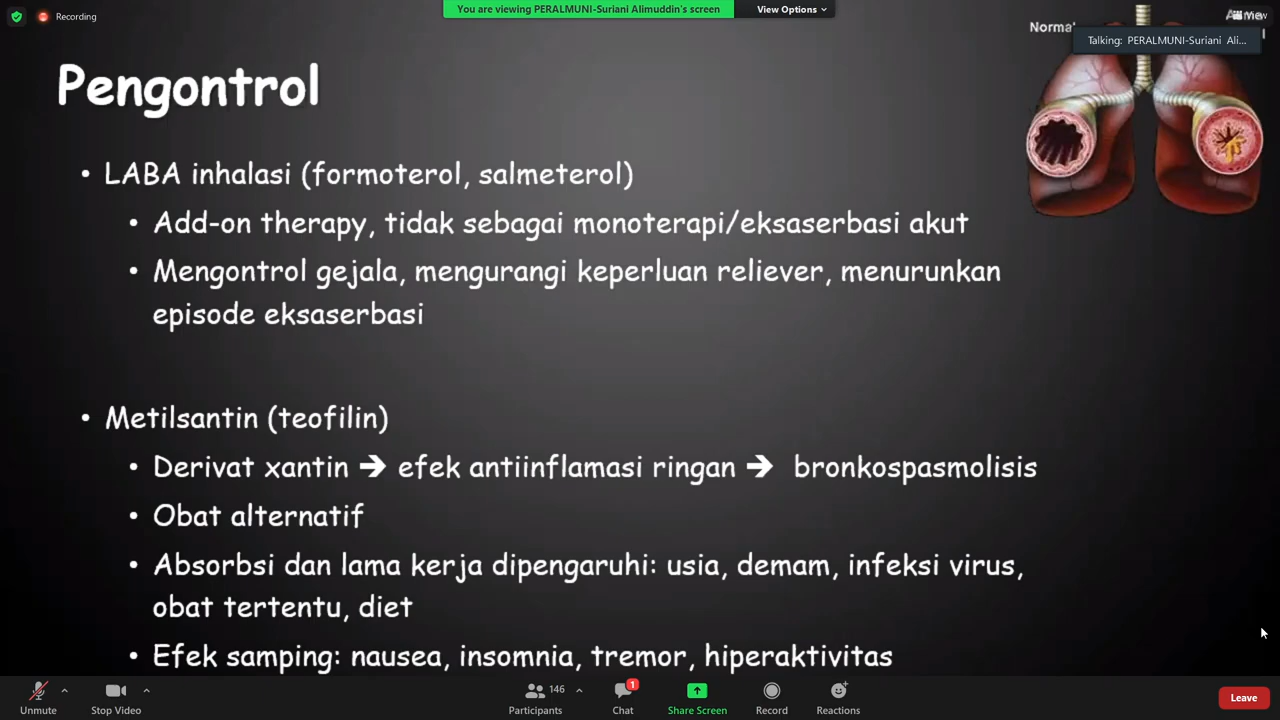 Recording
You are viewing PERALMUNI-Suriani Alimuddin's screen
View Options
View
Normal
Talking: PERALMUNI-Suriani Ali...
Pengontrol
• LABA inhalasi (formoterol, salmeterol)
• Add-on therapy, tidak sebagai monoterapi/eksaserbasi akut
• Mengontrol gejala, mengurangi keperluan reliever, menurunkan
episode eksaserbasi
• Metilsantin (teofilin)
• Derivat xantin ➔ efek antiinflamasi ringan ➔ bronkospasmolisis
• Obat alternatif
• Absorbsi dan lama kerja dipengaruhi: usia, demam, infeksi virus,
obat tertentu, diet
• Efek samping: nausea, insomnia, tremor, hiperaktivitas
Unmute
Stop Video
Participants
146
Chat
1
Share Screen
Record
Reactions
Leave